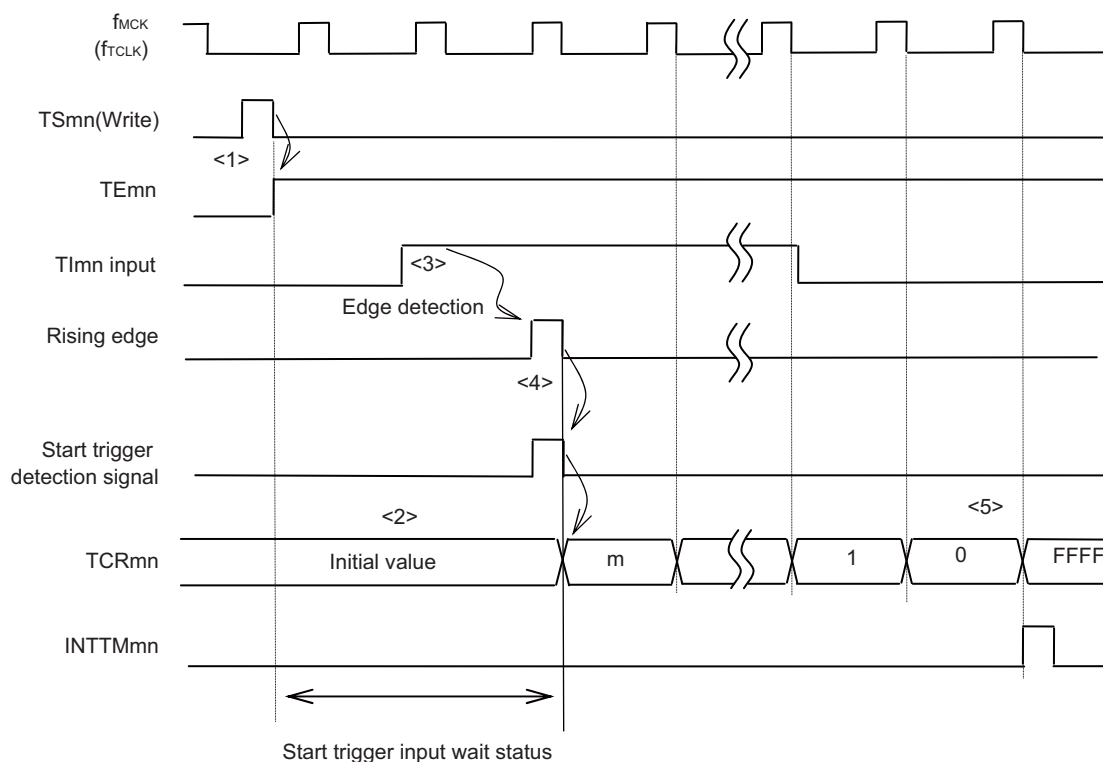 fMCK
(fTCLK)
TSmn(Write)
<1>
TEmn
TImn input
<3>
Edge detection
Rising edge
<4>
Start trigger
detection signal
<2>
<5>
TCRmn
Initial value
m
1
0
FFFF
INTTMmn
Start trigger input wait status